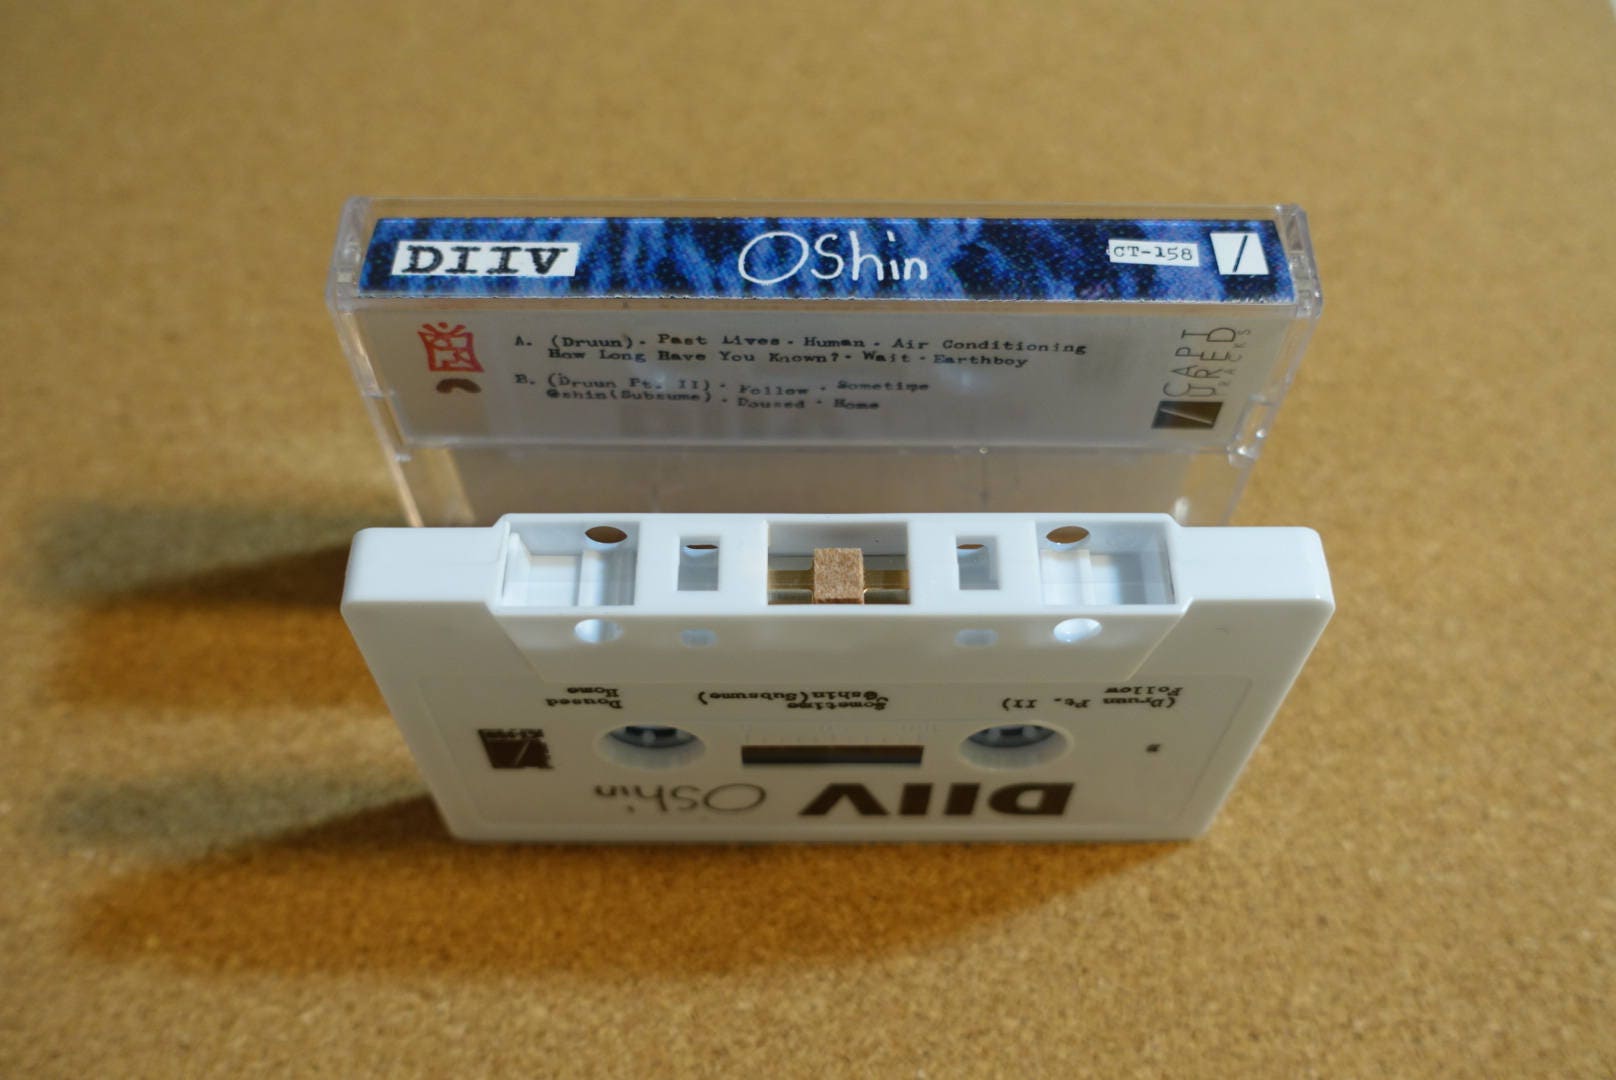 DIIV
Oshin
CT-158
A. (Druun) · Past Lives · Human · Air Conditioning
How Long Have You Known? · Wait · Earthboy
B. (Druun Pt. II) · Follow · Sometime
Oshin(Subsume) · Doused · Home
CAPTURED
TRACKS
(Druun Pt. II)
Follow
Sometime
Oshin(Subsume)
Doused
Home
B
DIIV
Oshin